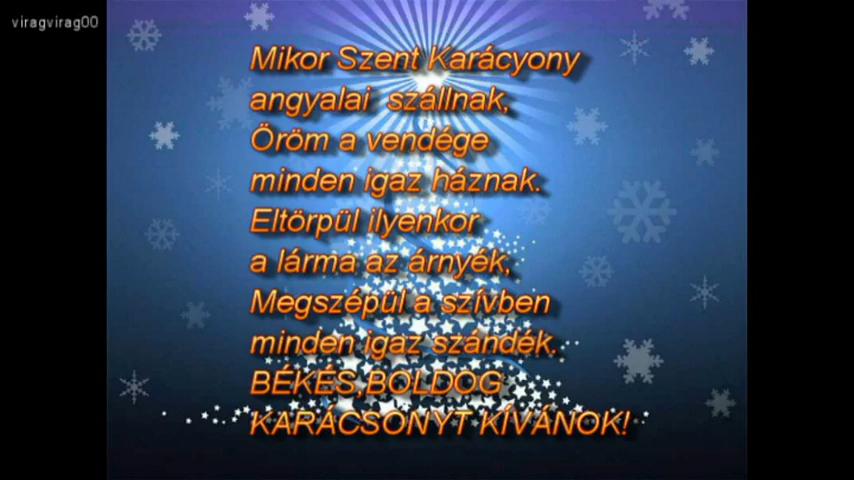 viragvirag00
Mikor Szent Karácyony
angyalai szállnak,
Öröm a vendége
minden igaz háznak.
Eltörpül ilyenkor
a lárma az árnyék,
Megszépül a szívben
minden igaz szándék.
BÉKÉS,BOLDOG
KARÁCSONYT KÍVÁNOK!